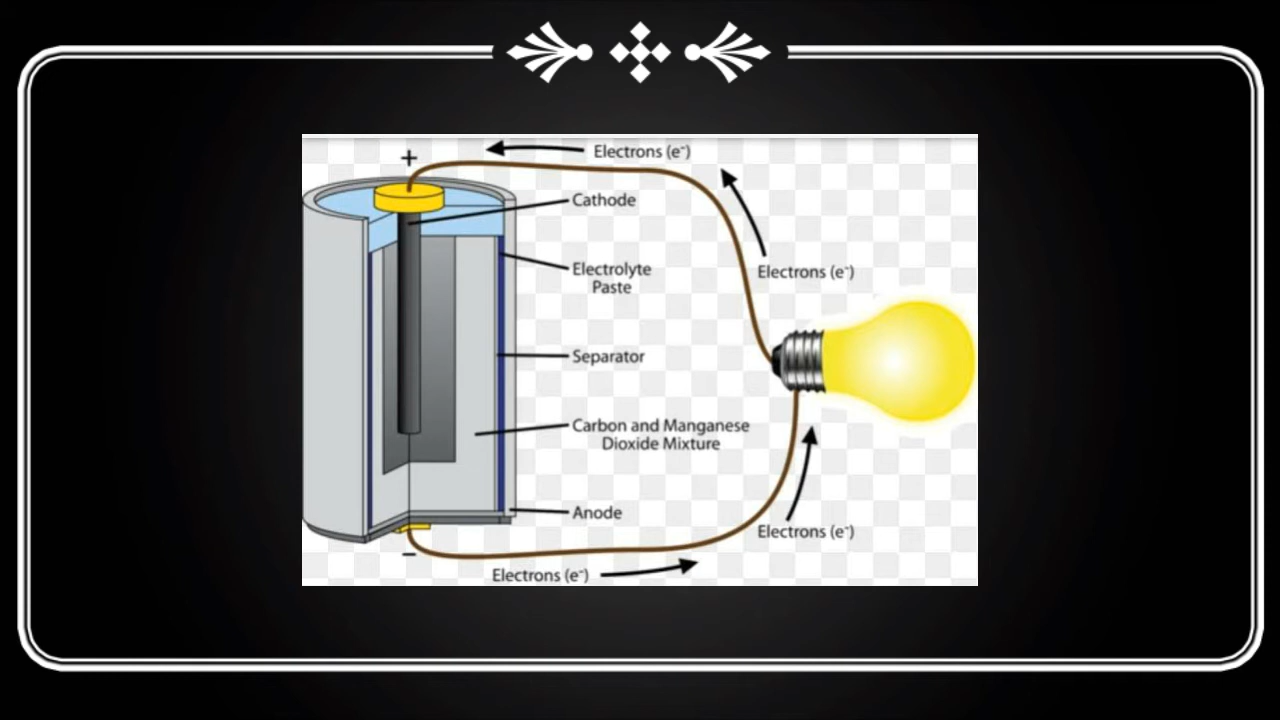 +
Electrons (e⁻)
Cathode
Electrolyte
Paste
Electrons (e⁻)
Separator
Carbon and Manganese
Dioxide Mixture
Anode
Electrons (e⁻)
−
Electrons (e⁻)